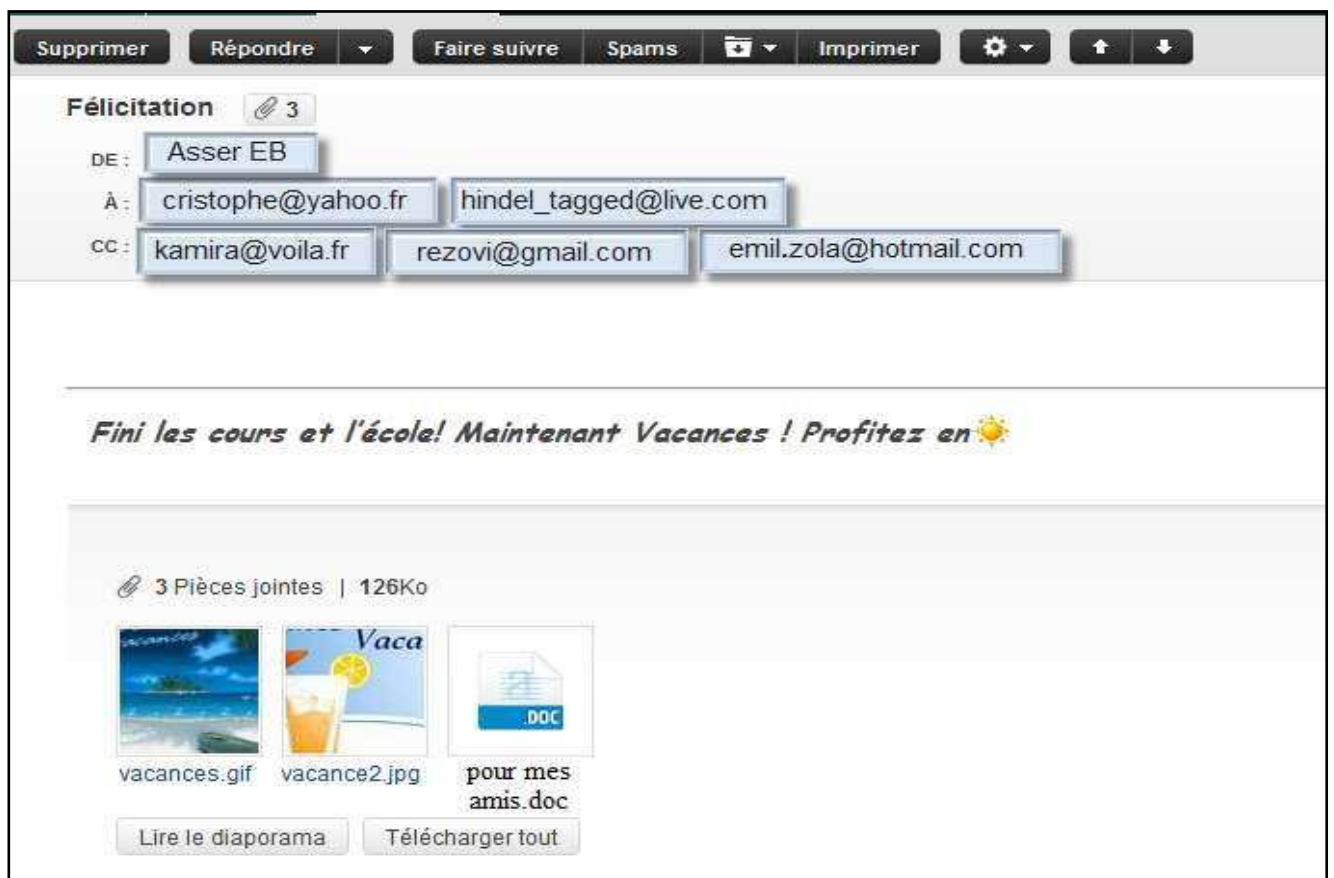 Supprimer Répondre Faire suivre Spams Imprimer
Félicitation 3
DE : Asser EB
À : cristophe@yahoo.fr hindel_tagged@live.com
CC : kamira@voila.fr rezovi@gmail.com emil.zola@hotmail.com
Fini les cours et l'école! Maintenant Vacances ! Profitez en
3 Pièces jointes | 126Ko
vacances Vaca
.DOC
vacances.gif vacance2.jpg pour mes
amis.doc
Lire le diaporama Télécharger tout